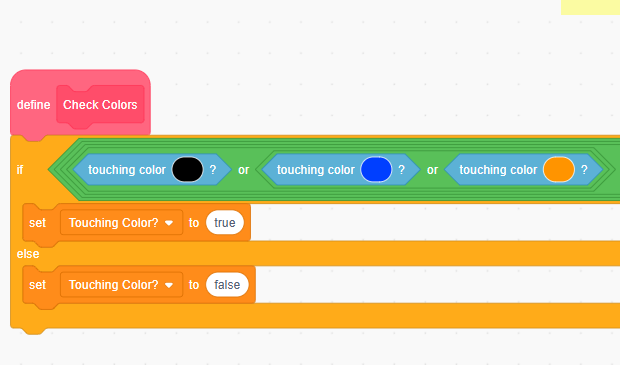 define Check Colors
if touching color ? or touching color ? or touching color ?
set Touching Color? to true
else
set Touching Color? to false